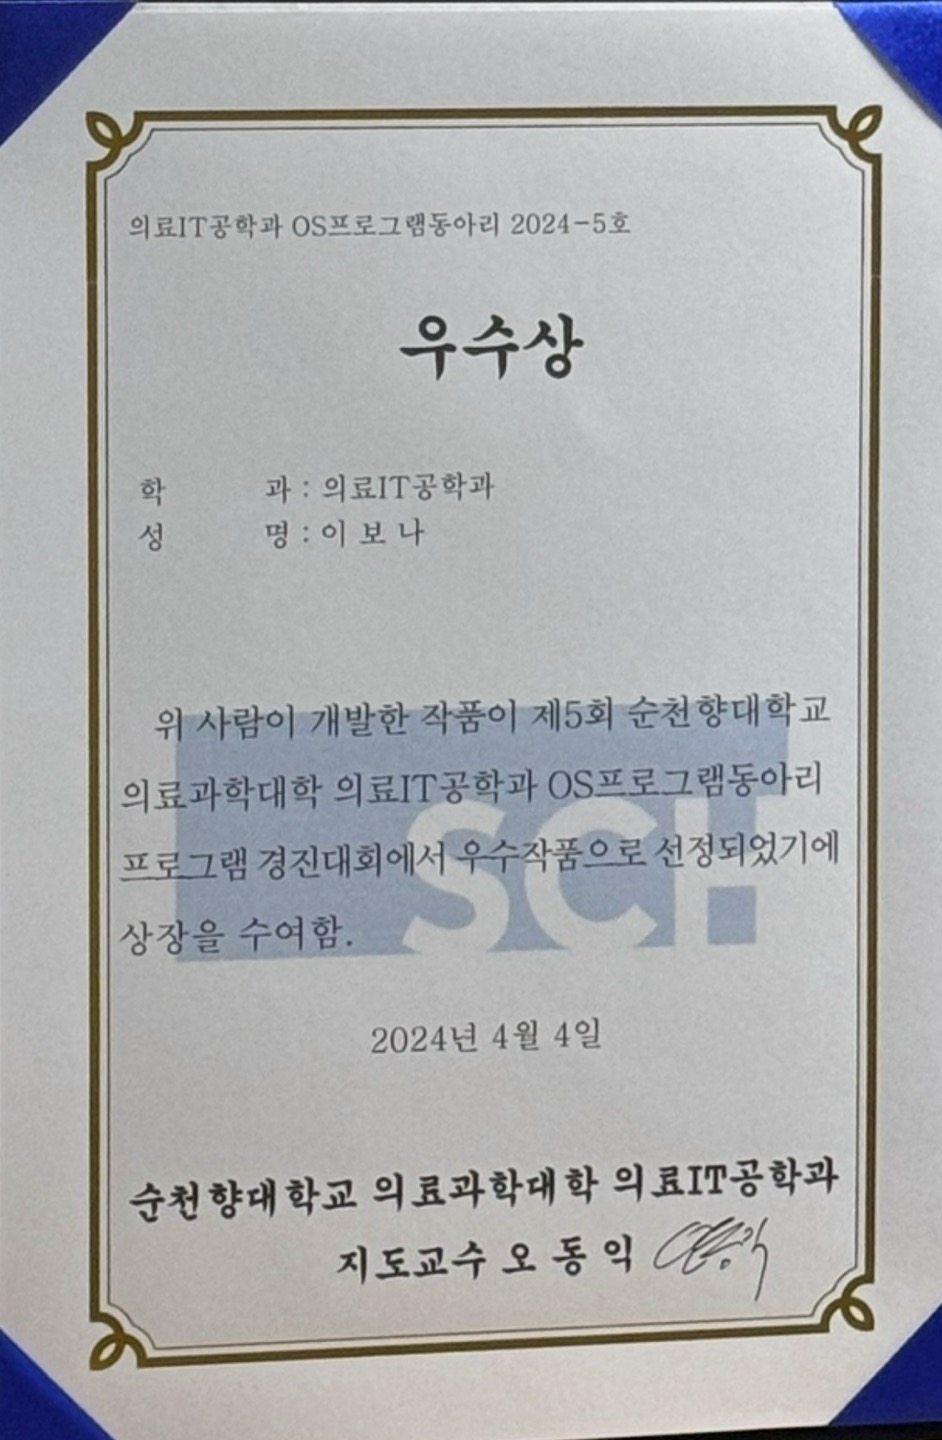 의료IT공학과 OS프로그램동아리 2024-5호
우수상
학 과 : 의료IT공학과
성 명 : 이 보 나
위 사람이 개발한 작품이 제5회 순천향대학교
의료과학대학 의료IT공학과 OS프로그램동아리
프로그램 경진대회에서 우수작품으로 선정되었기에
상장을 수여함.
SCH
2024년 4월 4일
순천향대학교 의료과학대학 의료IT공학과
지도교수 오 동 익